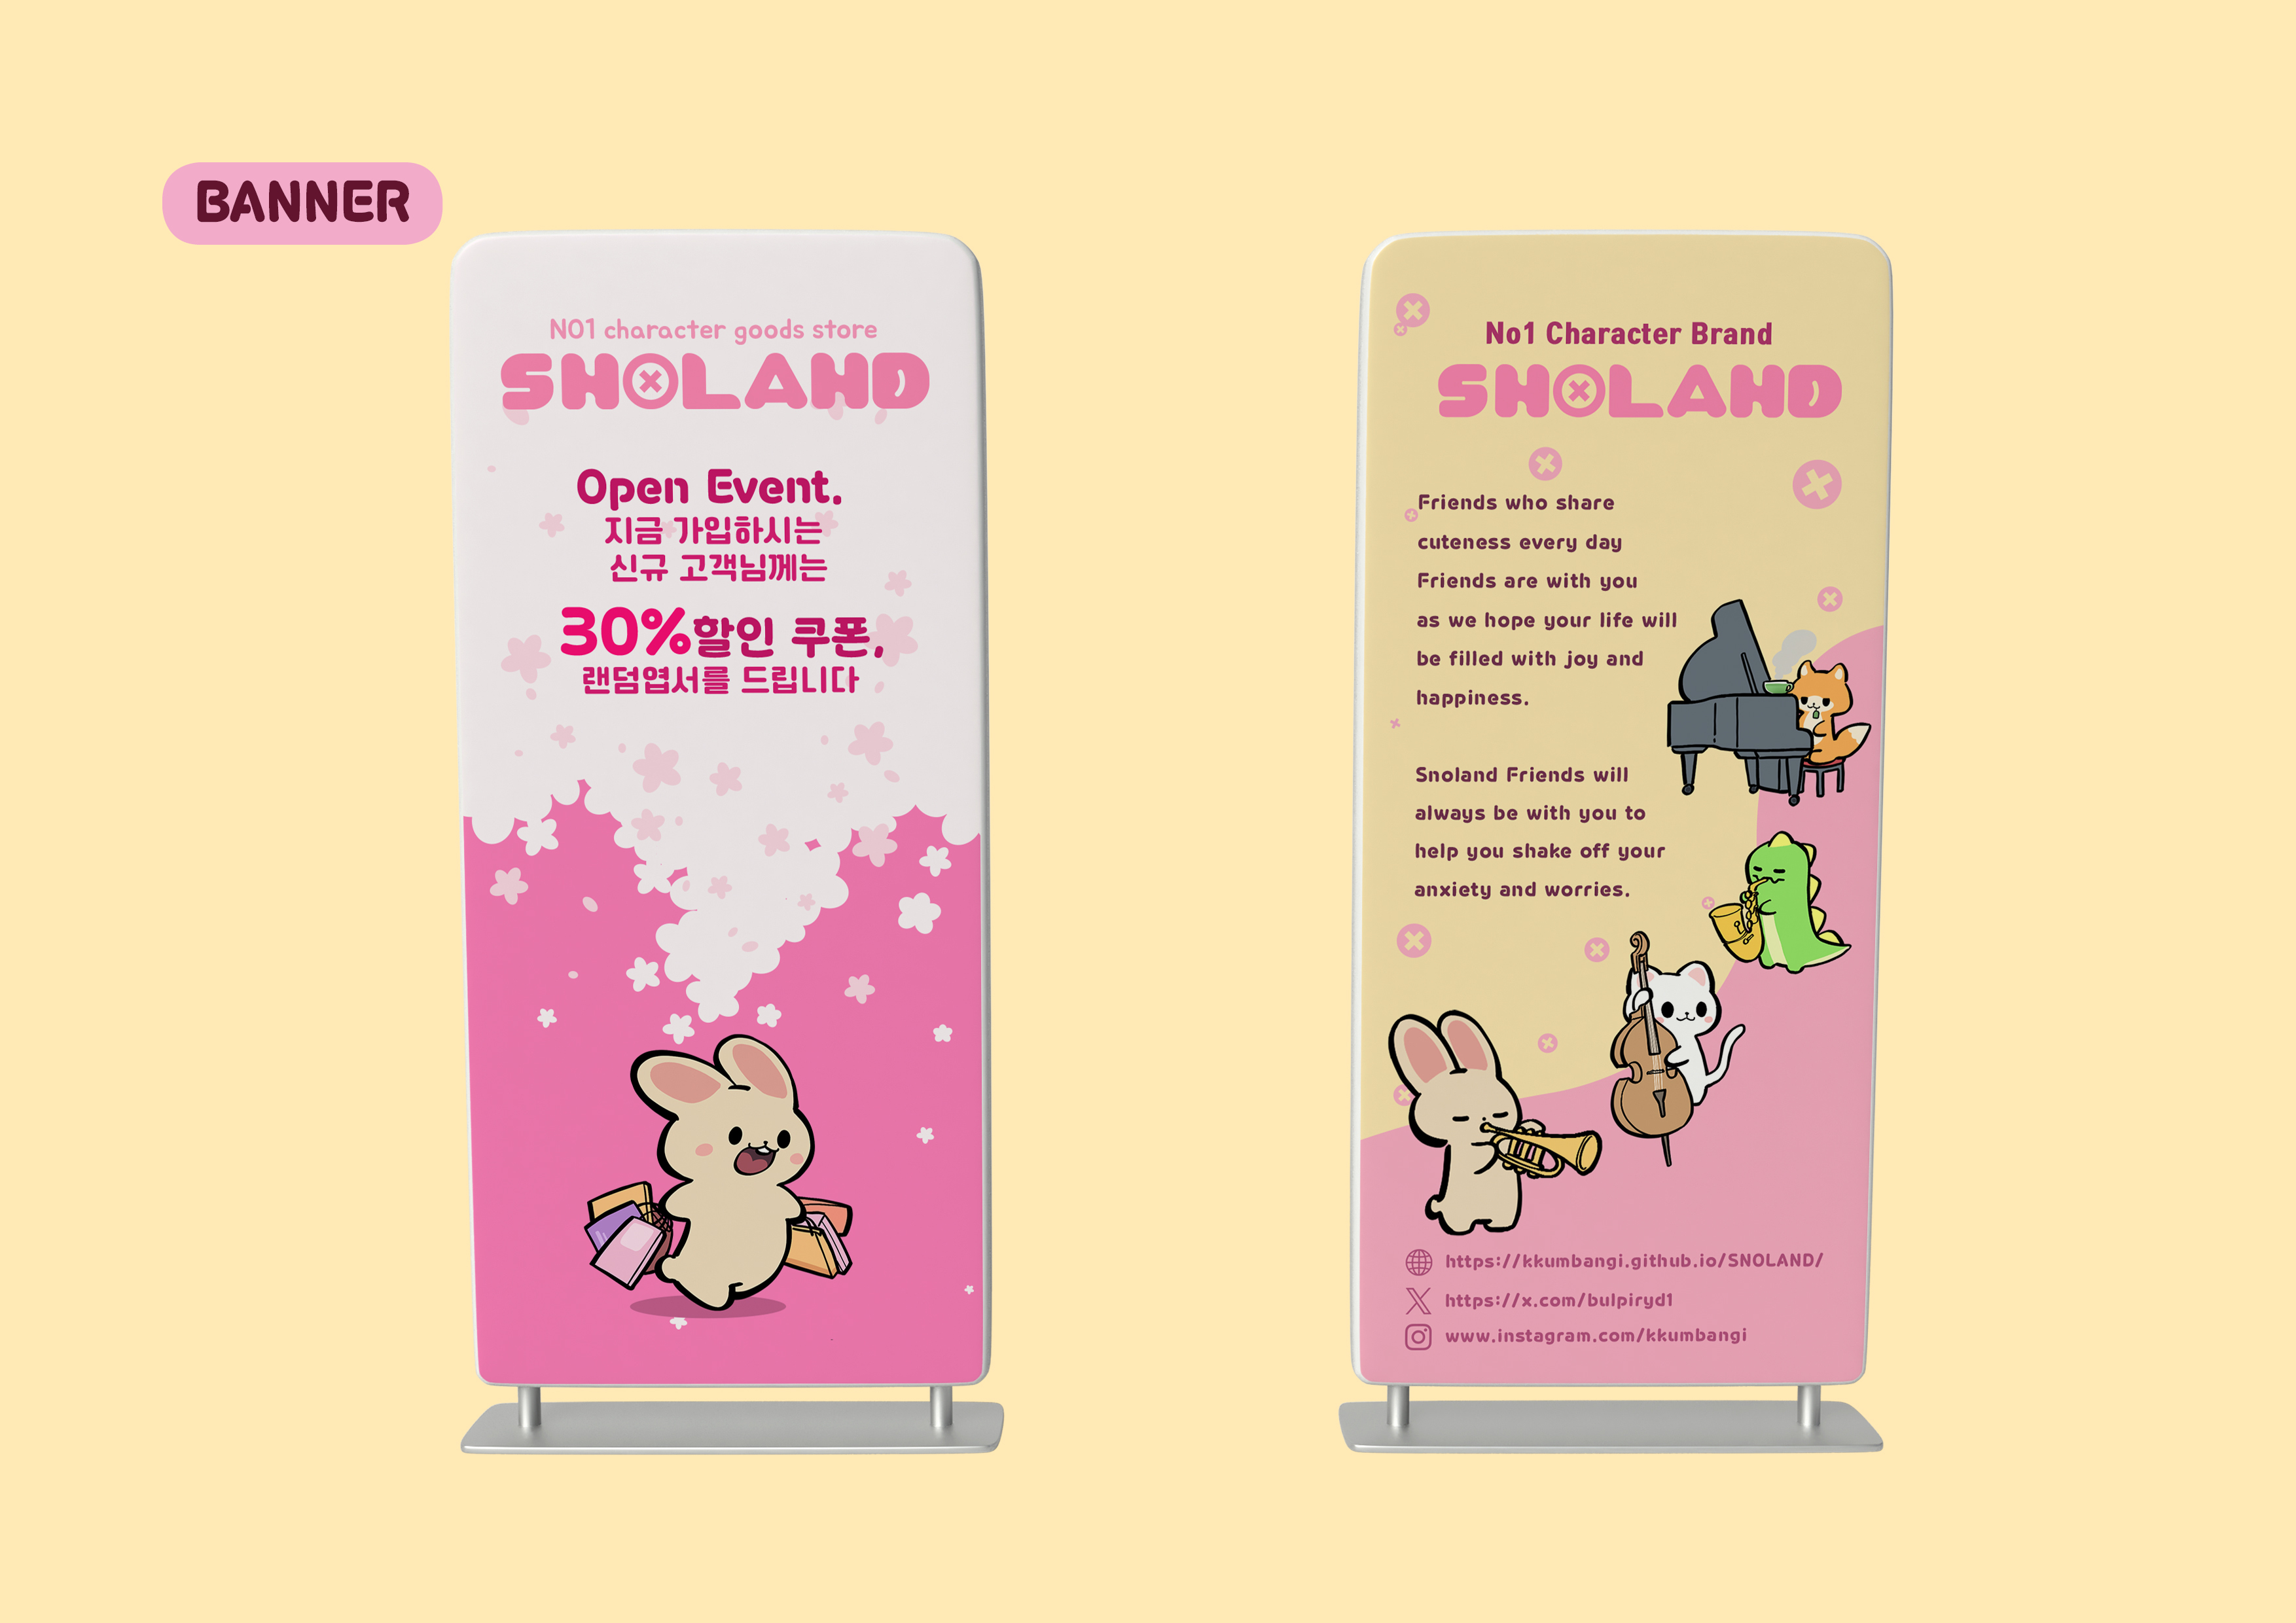 BANNER
NO1 character goods store
SNOLAND
Open Event.
지금 가입하시는
신규 고객님께는
30%할인 쿠폰,
랜덤엽서를 드립니다
No1 Character Brand
SNOLAND
Friends who share
cuteness every day
Friends are with you
as we hope your life will
be filled with joy and
happiness.
Snoland Friends will
always be with you to
help you shake off your
anxiety and worries.
https://kkumbangi.github.io/SNOLAND/
https://x.com/bulpiryd1
www.instagram.com/kkumbangi